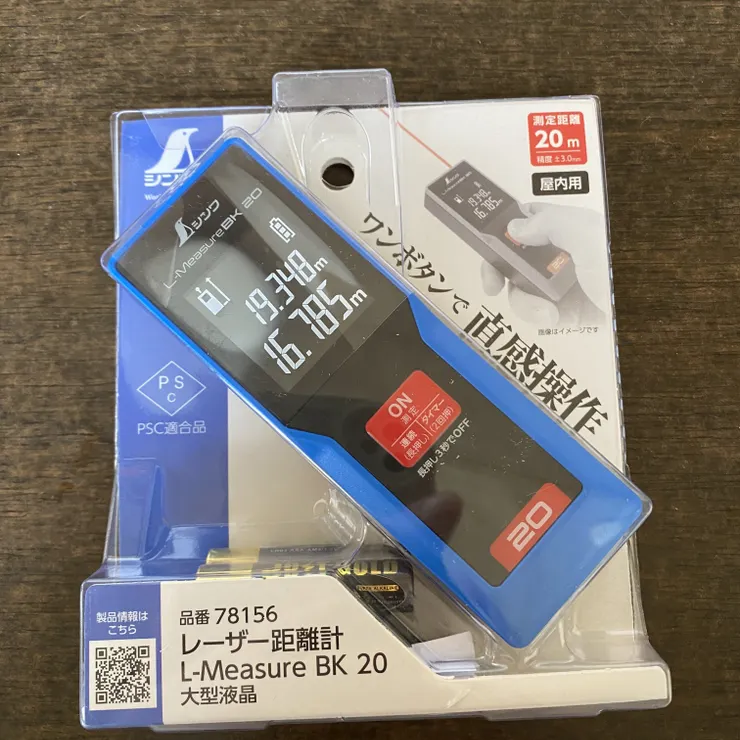 シンワ
測定距離
20 m
精度 ±3.0mm
屋内用
ワンボタンで
直感操作
画像はイメージです
シンワ
L-Measure BK 20
19.348m
16.785m
ON
測定
連続
(長押し)
タイマー
(2回押)
長押し3秒でOFF
20
PS
C
PSC適合品
製品情報は
こちら
品番 78156
レーザー距離計
L-Measure BK 20
大型液晶